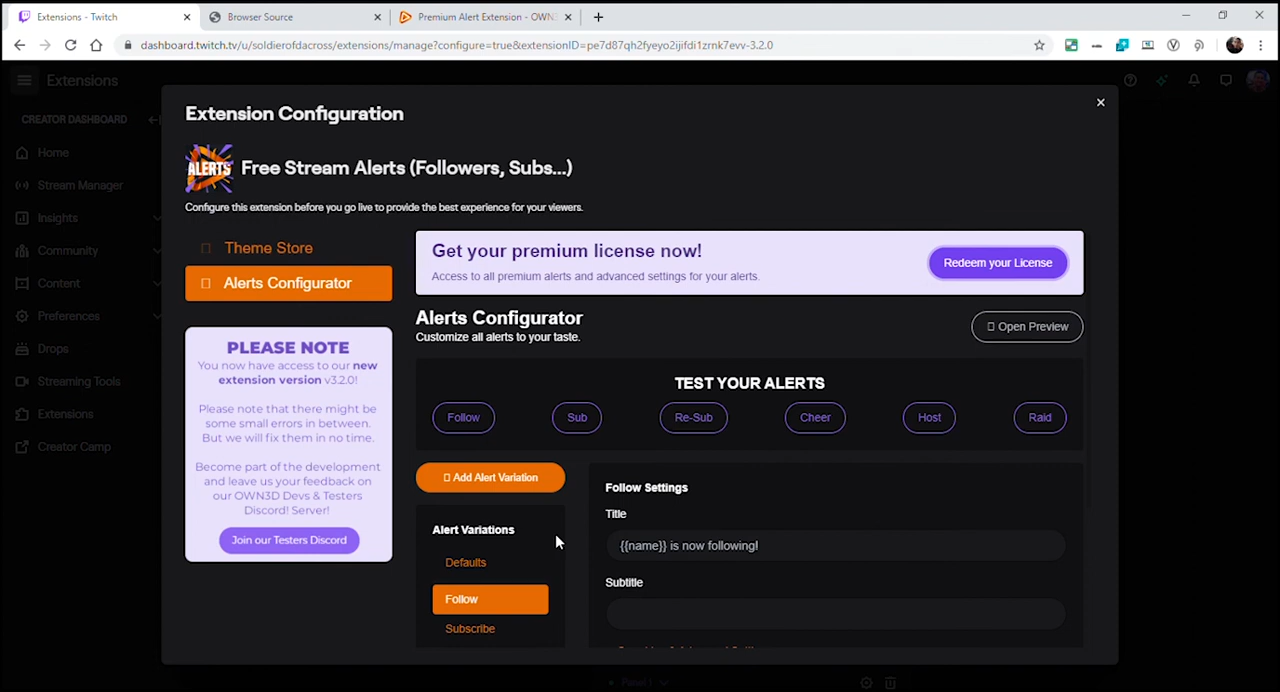 Extensions - Twitch
Browser Source
Premium Alert Extension - OWN3
dashboard.twitch.tv/u/soldierofdacross/extensions/manage?configure=true&extensionID=pe7d87qh2fyeyo2ijifdi1zrnk7evv-3.2.0
Extensions
CREATOR DASHBOARD
Home
Stream Manager
Insights
Community
Content
Preferences
Drops
Streaming Tools
Extensions
Creator Camp
Extension Configuration
ALERTS
Free Stream Alerts (Followers, Subs...)
Configure this extension before you go live to provide the best experience for your viewers.
Theme Store
Alerts Configurator
PLEASE NOTE
You now have access to our new
extension version v3.2.0!
Please note that there might be
some small errors in between.
But we will fix them in no time.
Become part of the development
and leave us your feedback on
our OWN3D Devs & Testers
Discord! Server!
Join our Testers Discord
Get your premium license now!
Access to all premium alerts and advanced settings for your alerts.
Redeem your License
Alerts Configurator
Customize all alerts to your taste.
Open Preview
TEST YOUR ALERTS
Follow
Sub
Re-Sub
Cheer
Host
Raid
Add Alert Variation
Alert Variations
Defaults
Follow
Subscribe
Follow Settings
Title
{{name}} is now following!
Subtitle
Panel 1